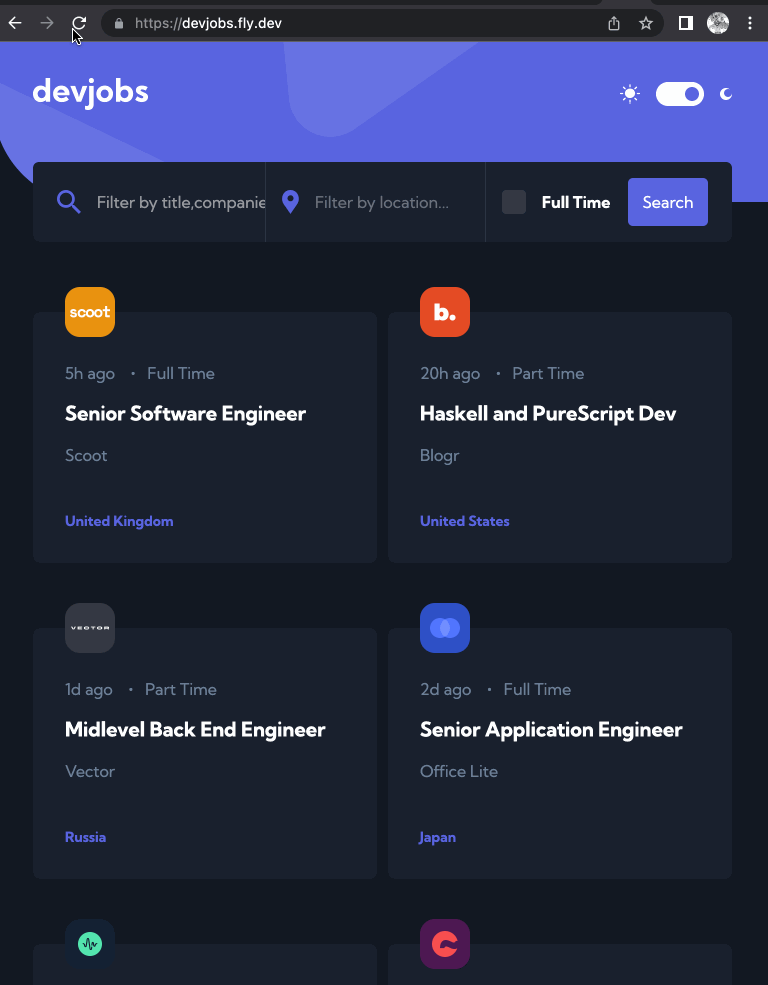 https://devjobs.fly.dev
devjobs
Filter by title,companie
Filter by location...
Full Time
Search
scoot
5h ago • Full Time
Senior Software Engineer
Scoot
United Kingdom
b.
20h ago • Part Time
Haskell and PureScript Dev
Blogr
United States
VECTOR
1d ago • Part Time
Midlevel Back End Engineer
Vector
Russia
2d ago • Full Time
Senior Application Engineer
Office Lite
Japan